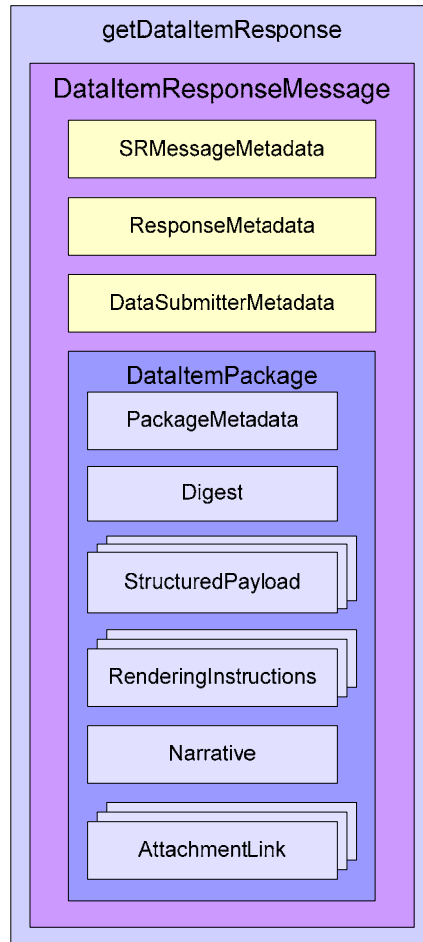 getDataItemResponse
DataItemResponseMessage
SRMessageMetadata
ResponseMetadata
DataSubmitterMetadata
DataItemPackage
PackageMetadata
Digest
StructuredPayload
RenderingInstructions
Narrative
AttachmentLink